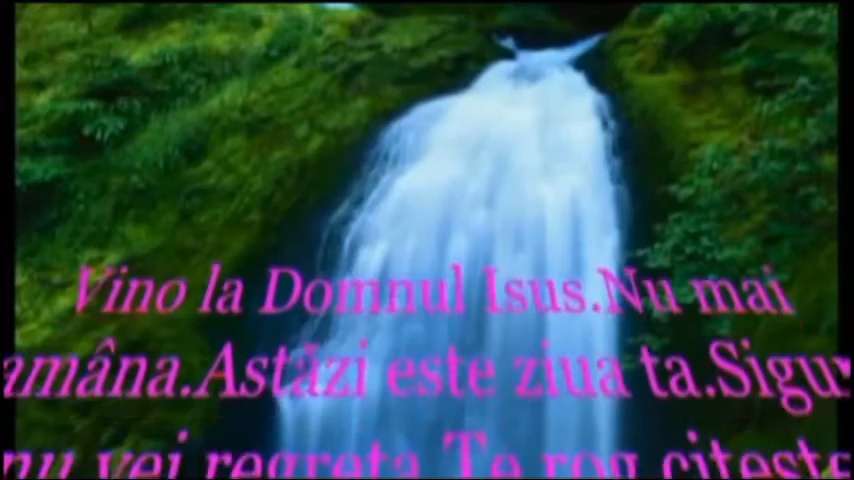 Vino la Domnul Isus.Nu mai
amâna.Astăzi este ziua ta.Sigur
nu vei regreta.Te rog citeste